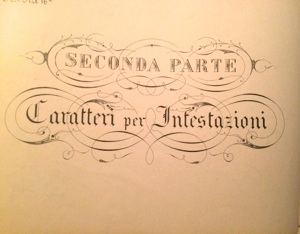 SECONDA PARTE
Caratteri per Intestazioni